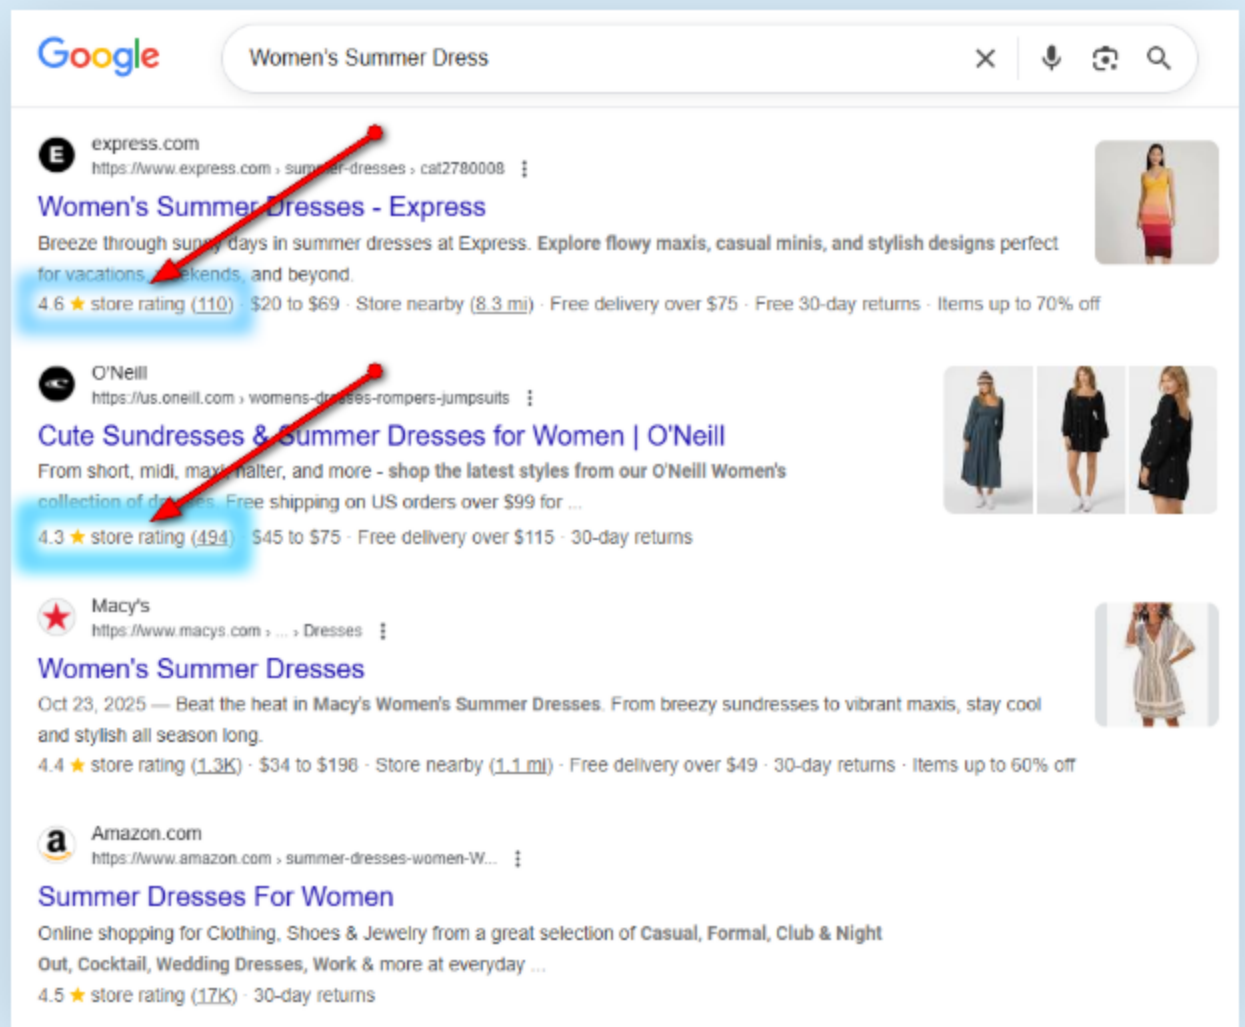 Google
Women's Summer Dress
E
express.com
https://www.express.com › summer-dresses › cat2780008
Women's Summer Dresses - Express
Breeze through sunny days in summer dresses at Express. Explore flowy maxis, casual minis, and stylish designs perfect
for vacations, weekends, and beyond.
4.6 ★ store rating (110) · $20 to $69 · Store nearby (8.3 mi) · Free delivery over $75 · Free 30-day returns · Items up to 70% off
O'Neill
https://us.oneill.com › womens-dresses-rompers-jumpsuits
Cute Sundresses & Summer Dresses for Women | O'Neill
From short, midi, maxi, halter, and more - shop the latest styles from our O'Neill Women's
collection of dresses. Free shipping on US orders over $99 for ...
4.3 ★ store rating (494) · $45 to $75 · Free delivery over $115 · 30-day returns
Macy's
https://www.macys.com › ... › Dresses
Women's Summer Dresses
Oct 23, 2025 — Beat the heat in Macy's Women's Summer Dresses. From breezy sundresses to vibrant maxis, stay cool
and stylish all season long.
4.4 ★ store rating (1.3K) · $34 to $198 · Store nearby (1.1 mi) · Free delivery over $49 · 30-day returns · Items up to 60% off
a
Amazon.com
https://www.amazon.com › summer-dresses-women-W...
Summer Dresses For Women
Online shopping for Clothing, Shoes & Jewelry from a great selection of Casual, Formal, Club & Night
Out, Cocktail, Wedding Dresses, Work & more at everyday ...
4.5 ★ store rating (17K) · 30-day returns